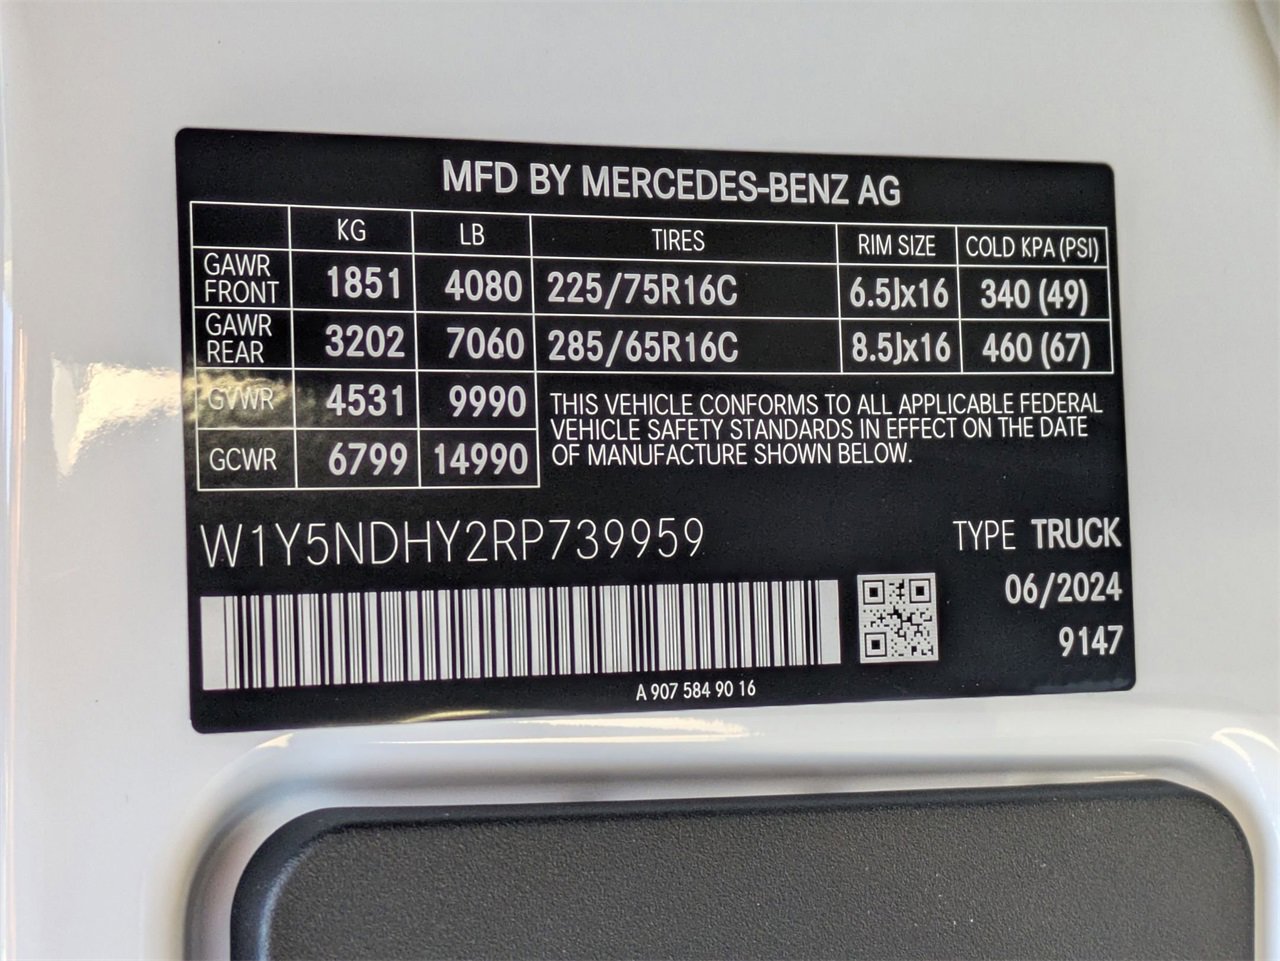 MFD BY MERCEDES-BENZ AG
KG LB TIRES RIM SIZE COLD KPA (PSI)
GAWR FRONT 1851 4080 225/75R16C 6.5Jx16 340 (49)
GAWR REAR 3202 7060 285/65R16C 8.5Jx16 460 (67)
GVWR 4531 9990
GCWR 6799 14990
THIS VEHICLE CONFORMS TO ALL APPLICABLE FEDERAL
VEHICLE SAFETY STANDARDS IN EFFECT ON THE DATE
OF MANUFACTURE SHOWN BELOW.
W1Y5NDHY2RP739959
TYPE TRUCK
06/2024
9147
A 907 584 90 16